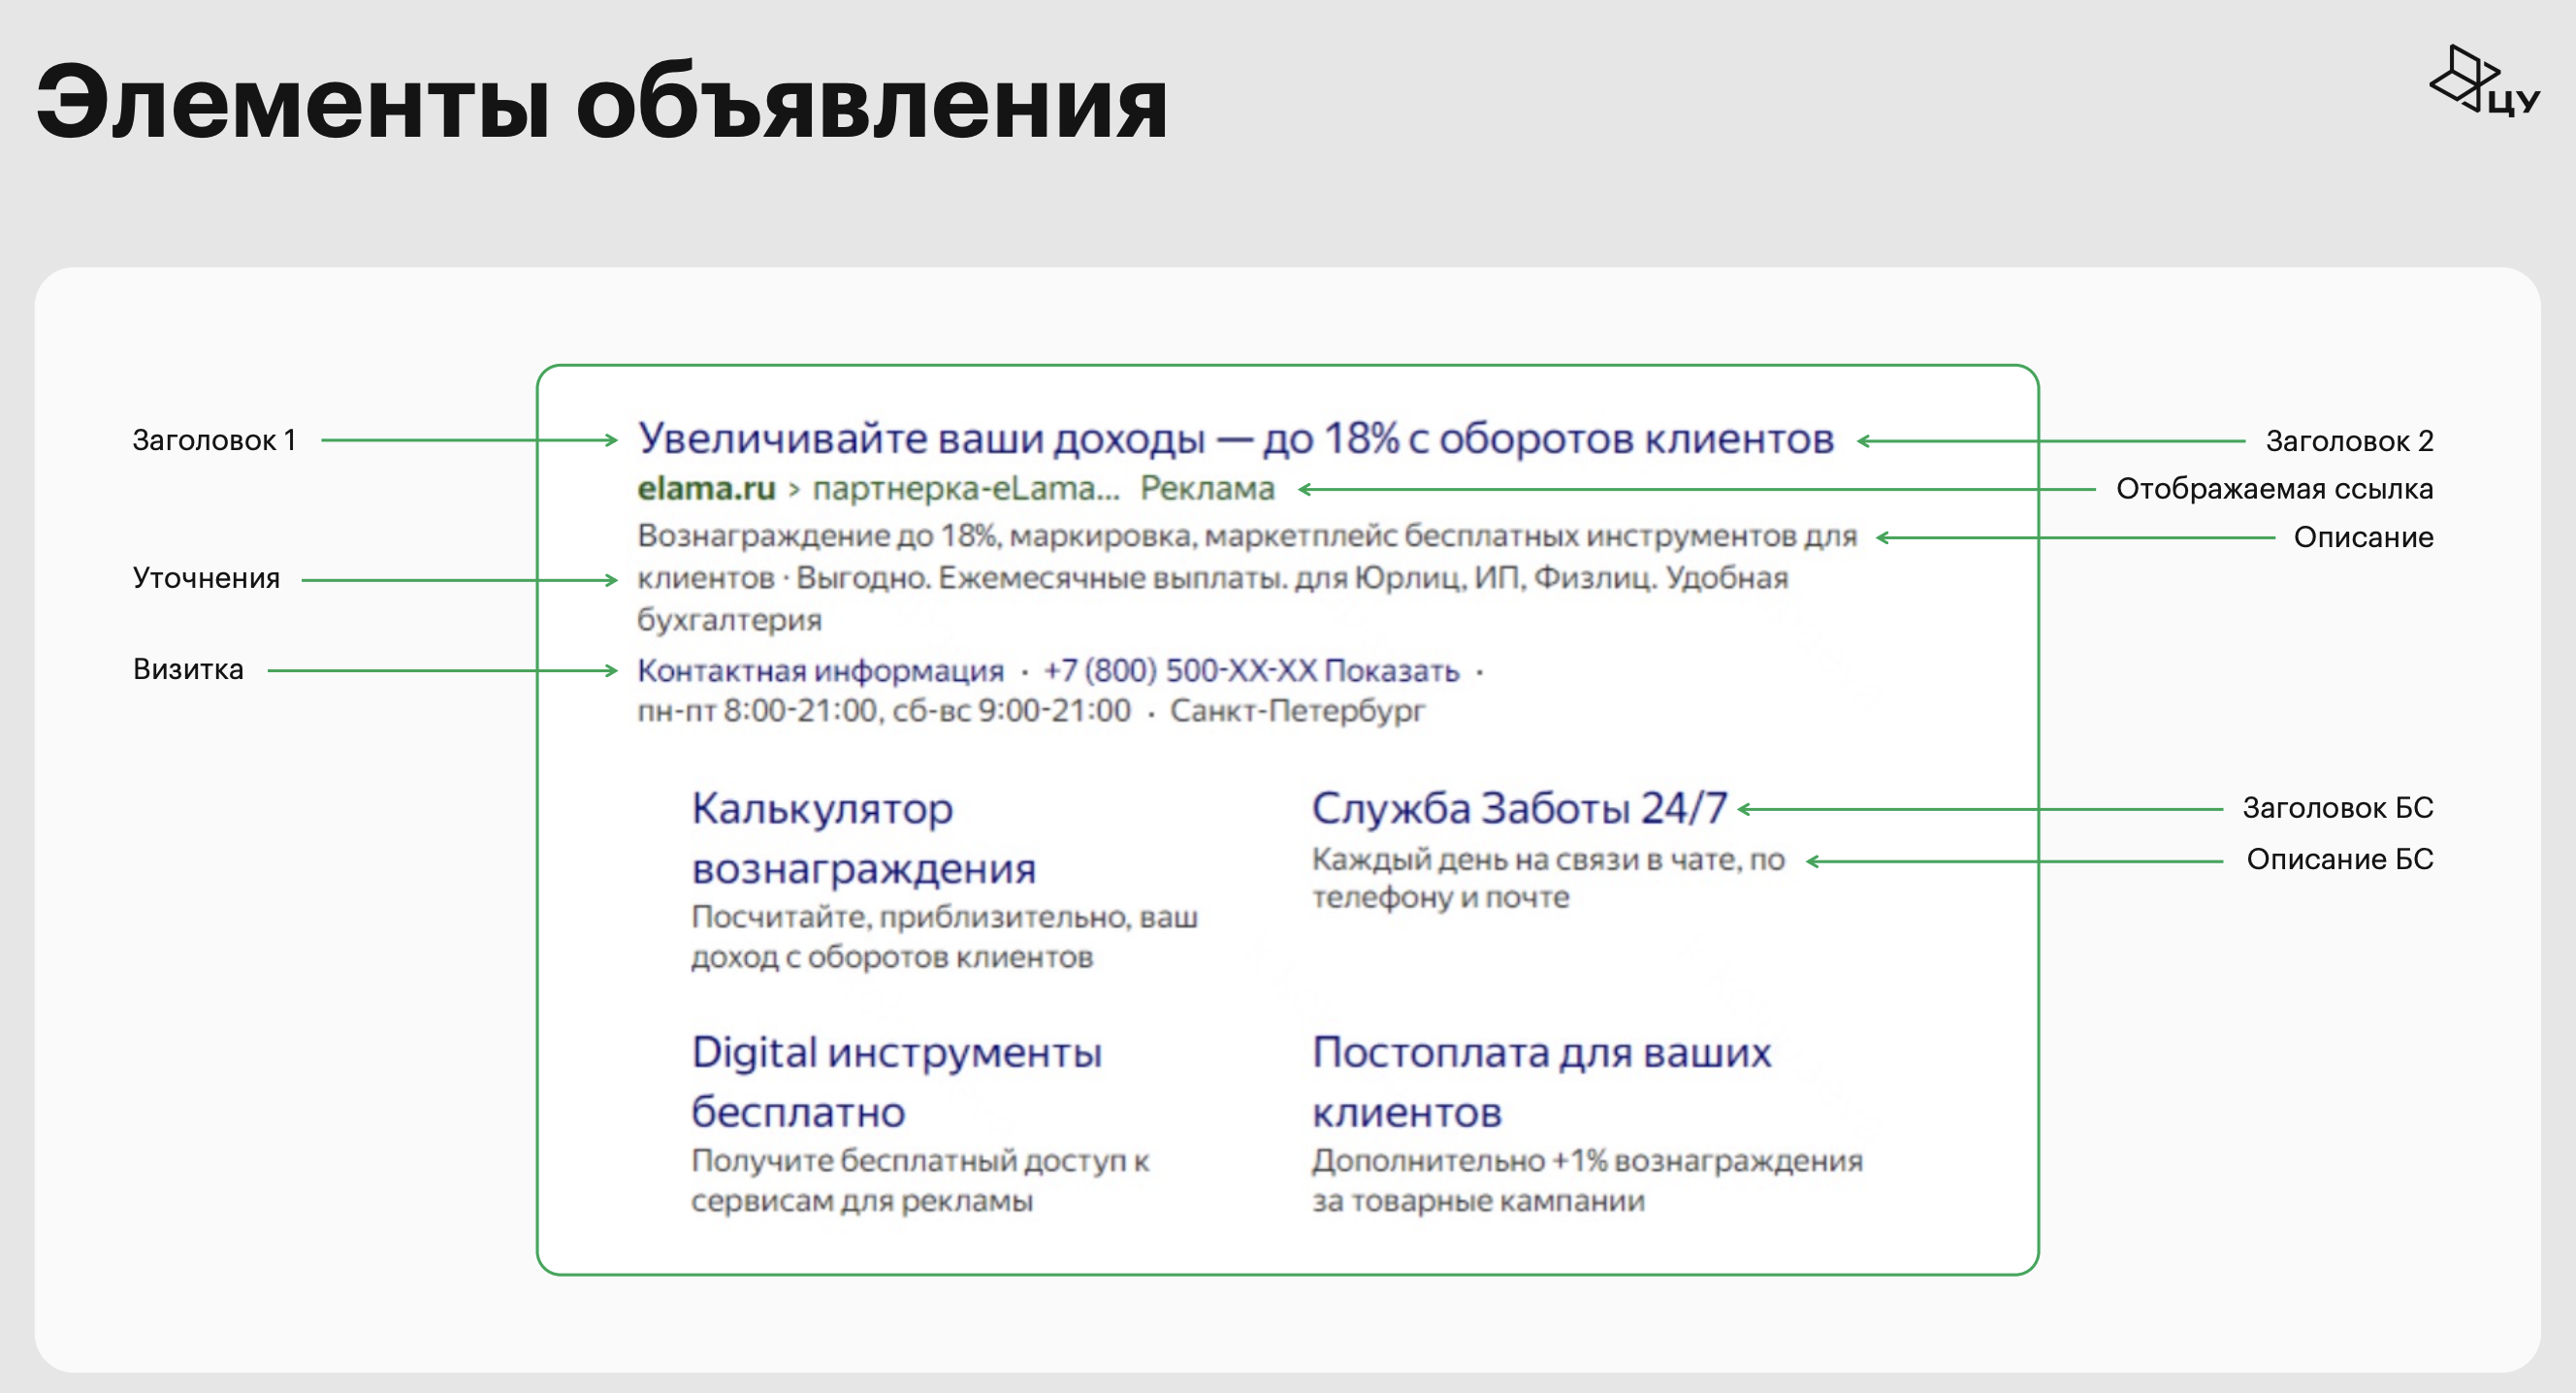 Элементы объявления
ЦУ
Заголовок 1
Увеличивайте ваши доходы — до 18% с оборотов клиентов
Заголовок 2
elama.ru › партнерка-eLama... Реклама
Отображаемая ссылка
Вознаграждение до 18%, маркировка, маркетплейс бесплатных инструментов для
Описание
Уточнения
клиентов · Выгодно. Ежемесячные выплаты. для Юрлиц, ИП, Физлиц. Удобная
бухгалтерия
Визитка
Контактная информация · +7 (800) 500-XX-XX Показать ·
пн-пт 8:00-21:00, сб-вс 9:00-21:00 · Санкт-Петербург
Калькулятор
вознаграждения
Посчитайте, приблизительно, ваш
доход с оборотов клиентов
Служба Заботы 24/7
Заголовок БС
Каждый день на связи в чате, по
телефону и почте
Описание БС
Digital инструменты
бесплатно
Получите бесплатный доступ к
сервисам для рекламы
Постоплата для ваших
клиентов
Дополнительно +1% вознаграждения
за товарные кампании